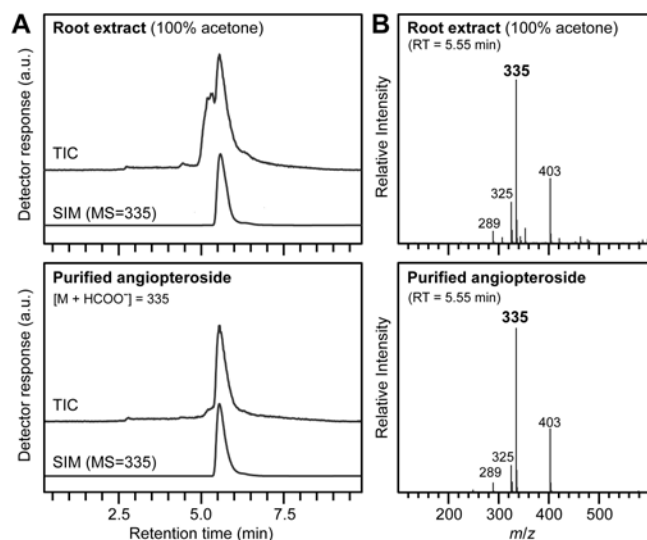 A
Root extract (100% acetone)
Detector response (a.u.)
TIC
SIM (MS=335)
Purified angiopteroside
[M + HCOO⁻] = 335
Detector response (a.u.)
TIC
SIM (MS=335)
2.5 5.0 7.5
Retention time (min)
B
Root extract (100% acetone)
(RT = 5.55 min)
Relative Intensity
335
403
325
289
Purified angiopteroside
(RT = 5.55 min)
Relative Intensity
335
403
325
289
200 300 400 500
m/z